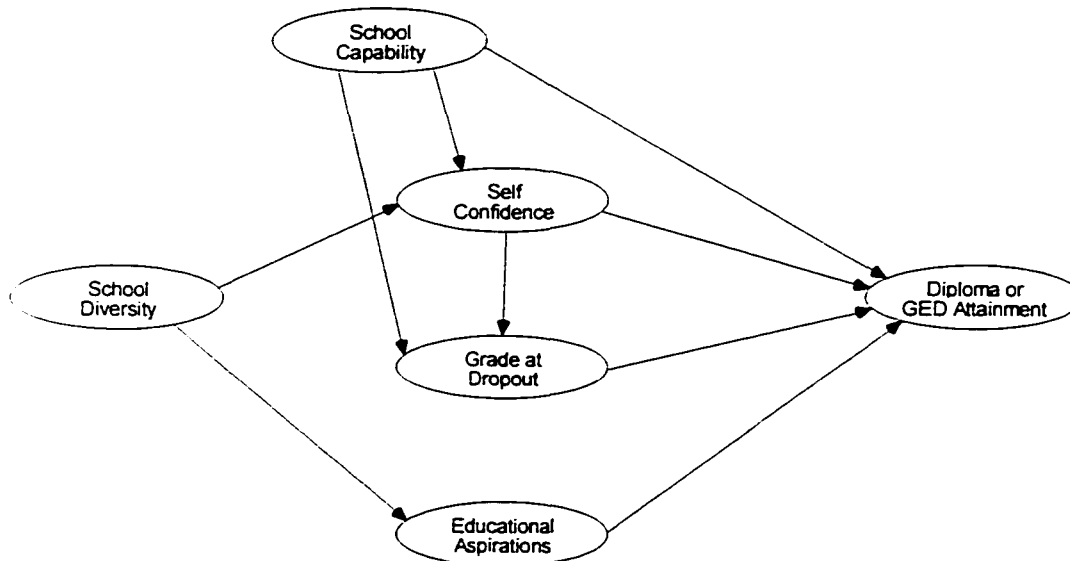 School
Capability
Self
Confidence
School
Diversity
Diploma or
GED Attainment
Grade at
Dropout
Educational
Aspirations